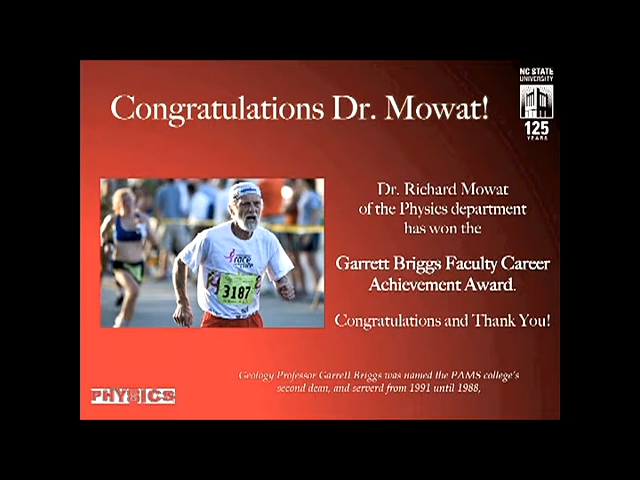 NC STATE
UNIVERSITY
125
YEARS
Congratulations Dr. Mowat!
Dr. Richard Mowat
of the Physics department
has won the
Garrett Briggs Faculty Career
Achievement Award.
Congratulations and Thank You!
race
3187
Geology Professor Garrett Briggs was named the PAMS college's
second dean, and serverd from 1991 until 1988,
PHYSICS